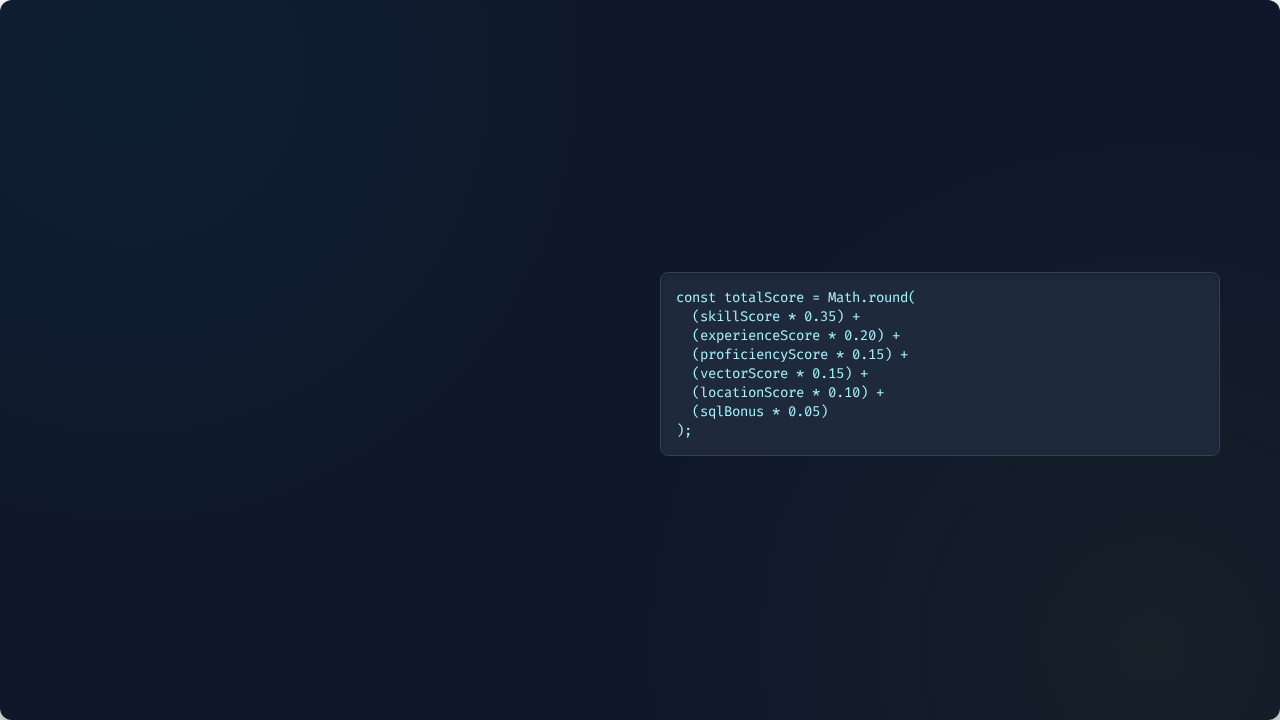 const totalScore = Math.round(
  (skillScore * 0.35) +
  (experienceScore * 0.20) +
  (proficiencyScore * 0.15) +
  (vectorScore * 0.15) +
  (locationScore * 0.10) +
  (sqlBonus * 0.05)
);